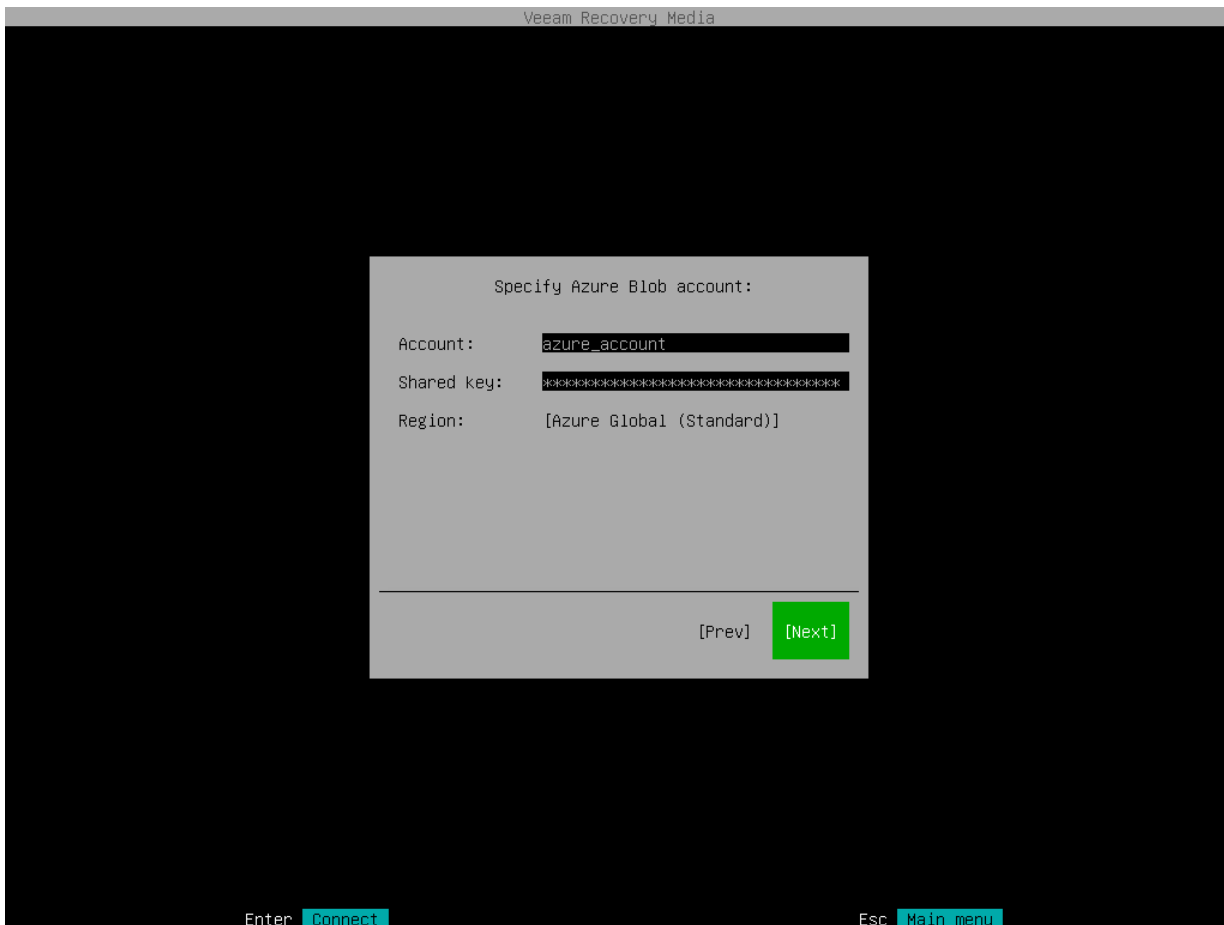 Veeam Recovery Media
Specify Azure Blob account:
Account: azure_account
Shared key: *******************************
Region: [Azure Global (Standard)]
[Prev] [Next]
Enter Connect Esc Main menu